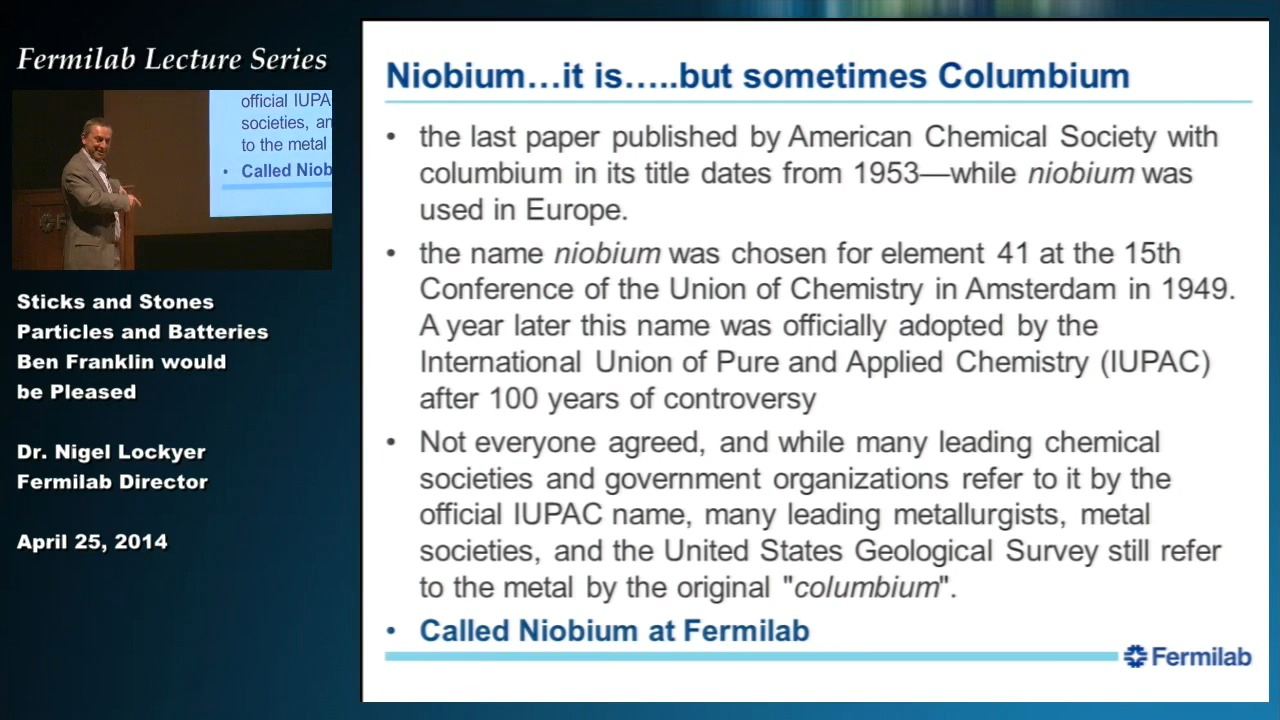 Fermilab Lecture Series
official IUPA
societies, an
to the metal
• Called Niob
Sticks and Stones
Particles and Batteries
Ben Franklin would
be Pleased
Dr. Nigel Lockyer
Fermilab Director
April 25, 2014
Niobium…it is…..but sometimes Columbium
• the last paper published by American Chemical Society with
columbium in its title dates from 1953—while niobium was
used in Europe.
• the name niobium was chosen for element 41 at the 15th
Conference of the Union of Chemistry in Amsterdam in 1949.
A year later this name was officially adopted by the
International Union of Pure and Applied Chemistry (IUPAC)
after 100 years of controversy
• Not everyone agreed, and while many leading chemical
societies and government organizations refer to it by the
official IUPAC name, many leading metallurgists, metal
societies, and the United States Geological Survey still refer
to the metal by the original "columbium".
• Called Niobium at Fermilab
Fermilab